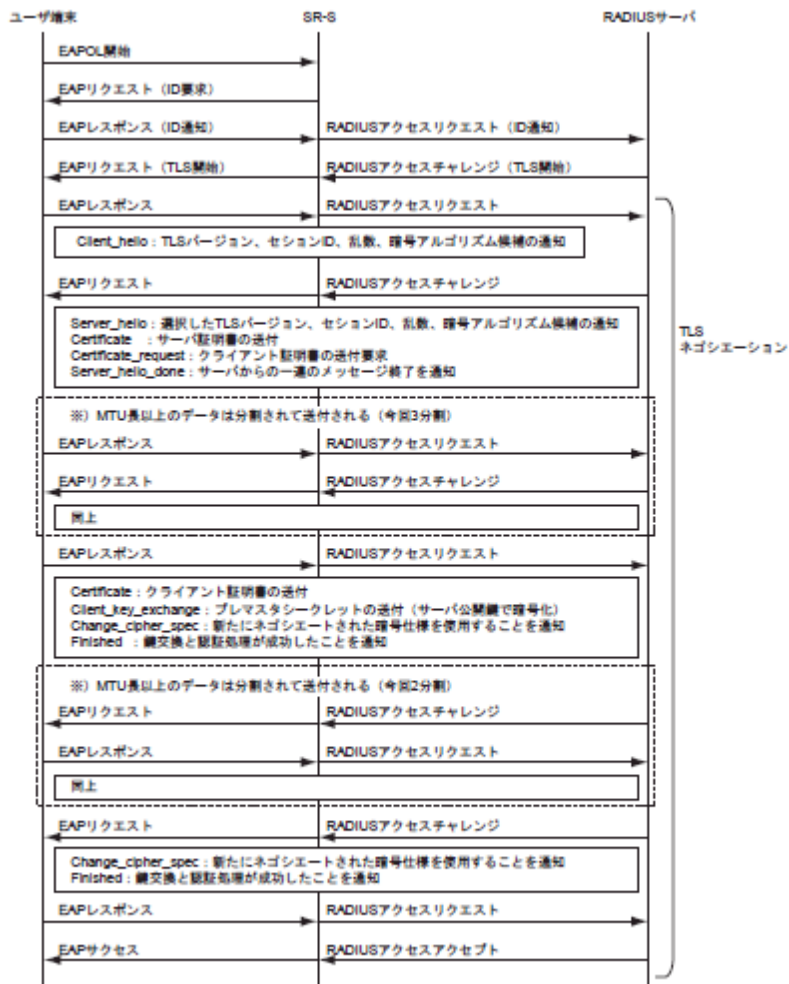 ユーザ端末 SR-S RADIUSサーバ
EAPOL開始
EAPリクエスト（ID要求）
EAPレスポンス（ID通知） RADIUSアクセスリクエスト（ID通知）
EAPリクエスト（TLS開始） RADIUSアクセスチャレンジ（TLS開始）
EAPレスポンス RADIUSアクセスリクエスト
Client_hello：TLSバージョン、セションID、乱数、暗号アルゴリズム候補の通知
EAPリクエスト RADIUSアクセスチャレンジ
Server_hello：選択したTLSバージョン、セションID、乱数、暗号アルゴリズム候補の通知
Certificate ：サーバ証明書の送付
Certificate_request：クライアント証明書の送付要求
Server_hello_done：サーバからの一連のメッセージ終了を通知
TLS
ネゴシエーション
※）MTU長以上のデータは分割されて送付される（今回3分割）
EAPレスポンス RADIUSアクセスリクエスト
EAPリクエスト RADIUSアクセスチャレンジ
同上
EAPレスポンス RADIUSアクセスリクエスト
Certificate：クライアント証明書の送付
Client_key_exchange：プレマスタシークレットの送付（サーバ公開鍵で暗号化）
Change_cipher_spec：新たにネゴシエートされた暗号仕様を使用することを通知
Finished ：鍵交換と認証処理が成功したことを通知
※）MTU長以上のデータは分割されて送付される（今回2分割）
EAPリクエスト RADIUSアクセスチャレンジ
EAPレスポンス RADIUSアクセスリクエスト
同上
EAPリクエスト RADIUSアクセスチャレンジ
Change_cipher_spec：新たにネゴシエートされた暗号仕様を使用することを通知
Finished：鍵交換と認証処理が成功したことを通知
EAPレスポンス RADIUSアクセスリクエスト
EAPサクセス RADIUSアクセスアクセプト